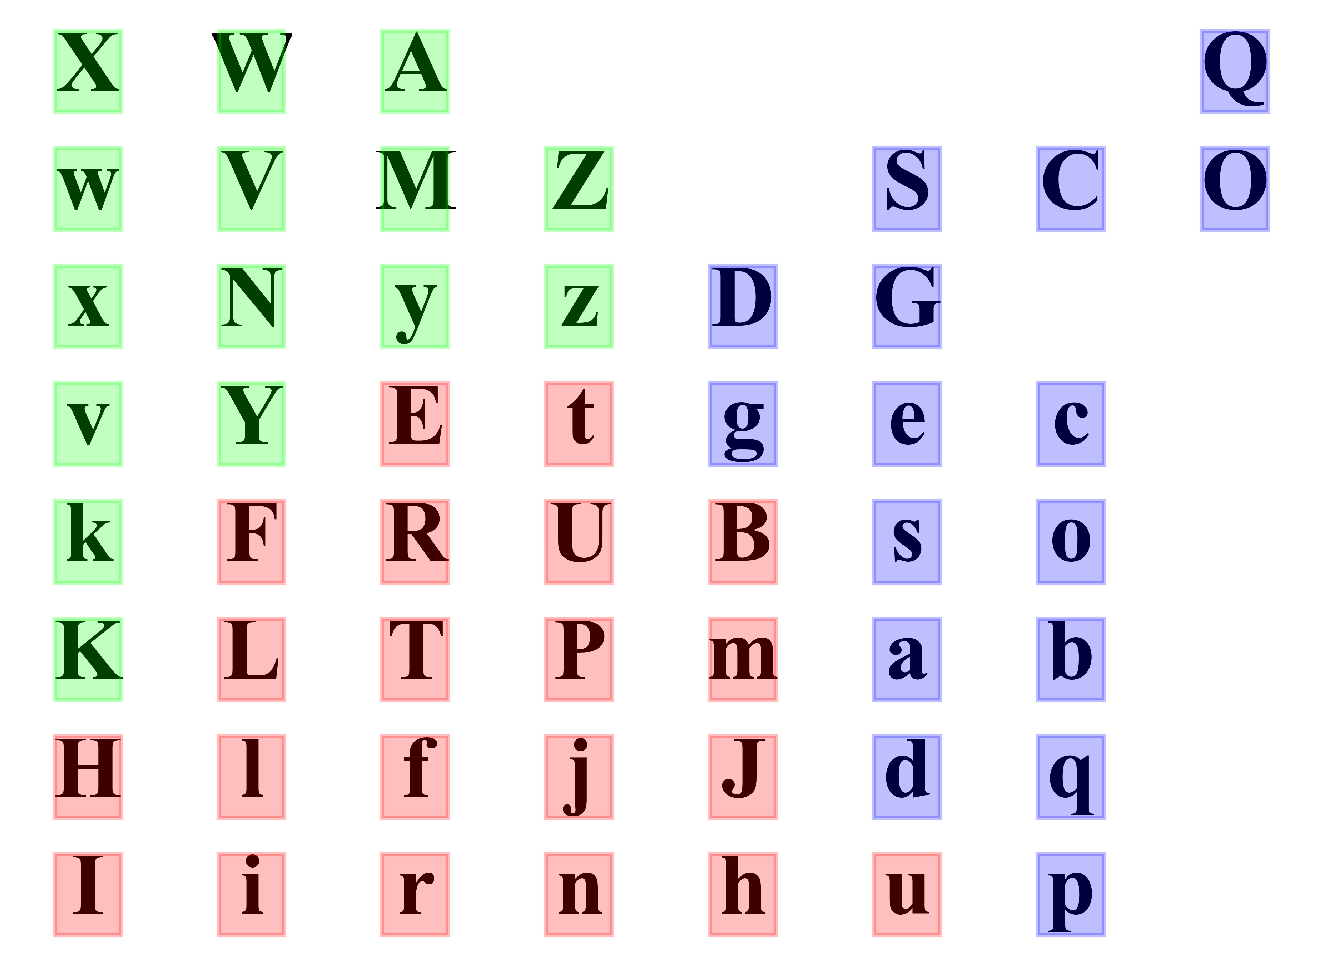 X W A Q
w V M Z S C O
x N y z D G
v Y E t g e c
k F R U B s o
K L T P m a b
H l f j J d q
I i r n h u p